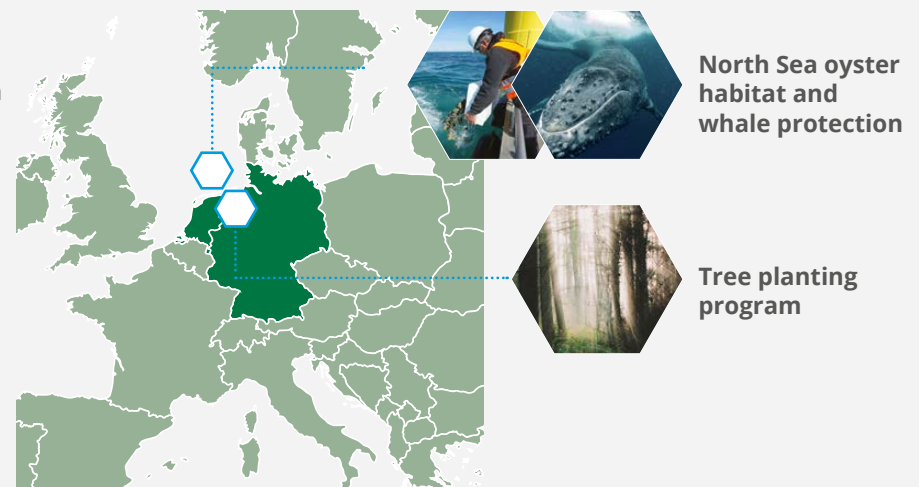 North Sea oyster
habitat and
whale protection
Tree planting
program